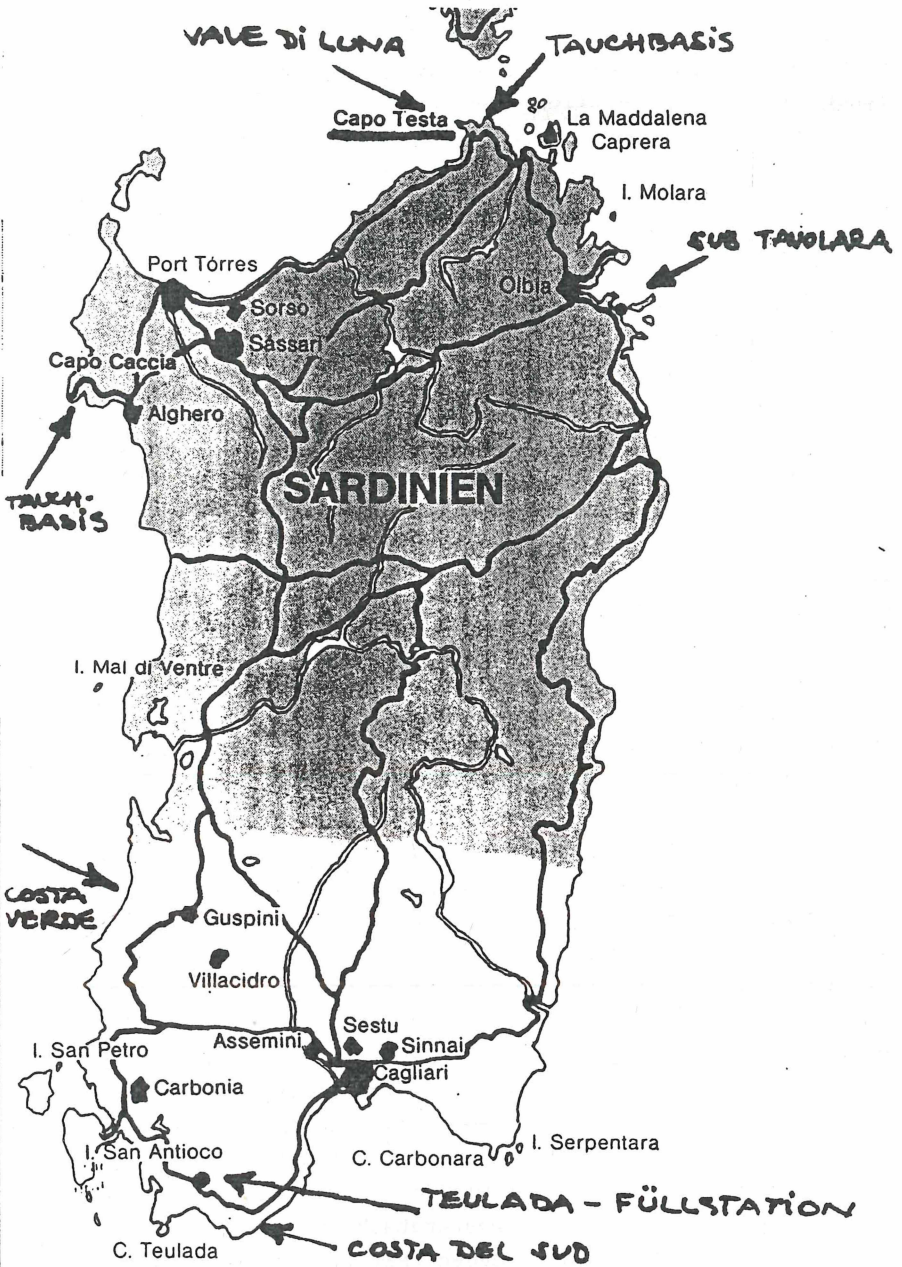 VALE Di LUNA
TAUCHBASiS
Capo Testa
La Maddalena
Caprera
I. Molara
SUB TAVOLARA
Port Tórres
Olbia
Sorso
Sássari
Capo Caccia
Alghero
TAUCH-
BASiS
SARDINIEN
I. Mal di Ventre
COSTA
VERDE
Guspini
Villacidro
Sestu
Assemini
Sinnai
I. San Petro
Cagliari
Carbonia
I. Serpentara
I. San Antioco
C. Carbonara
TEULADA - FÜLLSTATiON
C. Teulada
COSTA DEL SUD